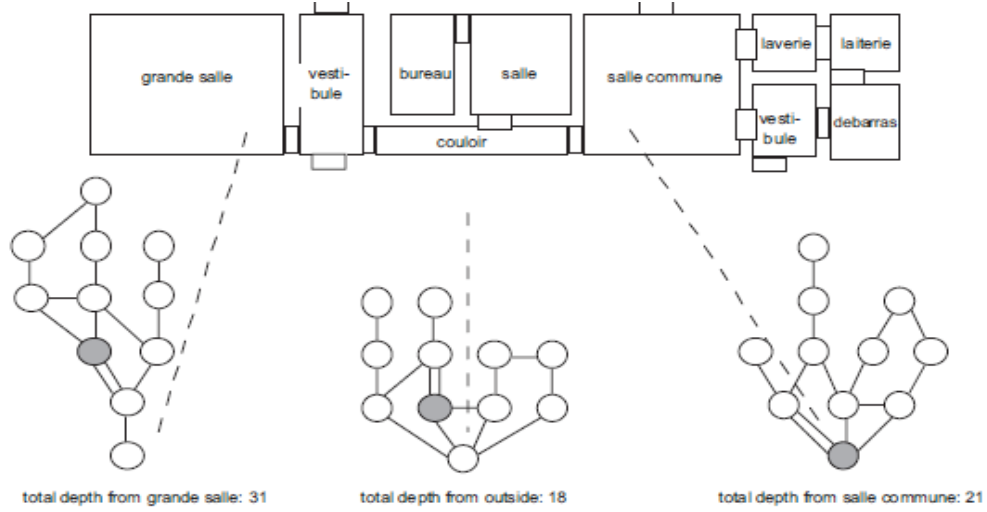 grande salle
vesti-
bule
bureau
salle
salle commune
laverie
laiterie
vesti-
bule
debarras
couloir
total depth from grande salle: 31
total depth from outside: 18
total depth from salle commune: 21